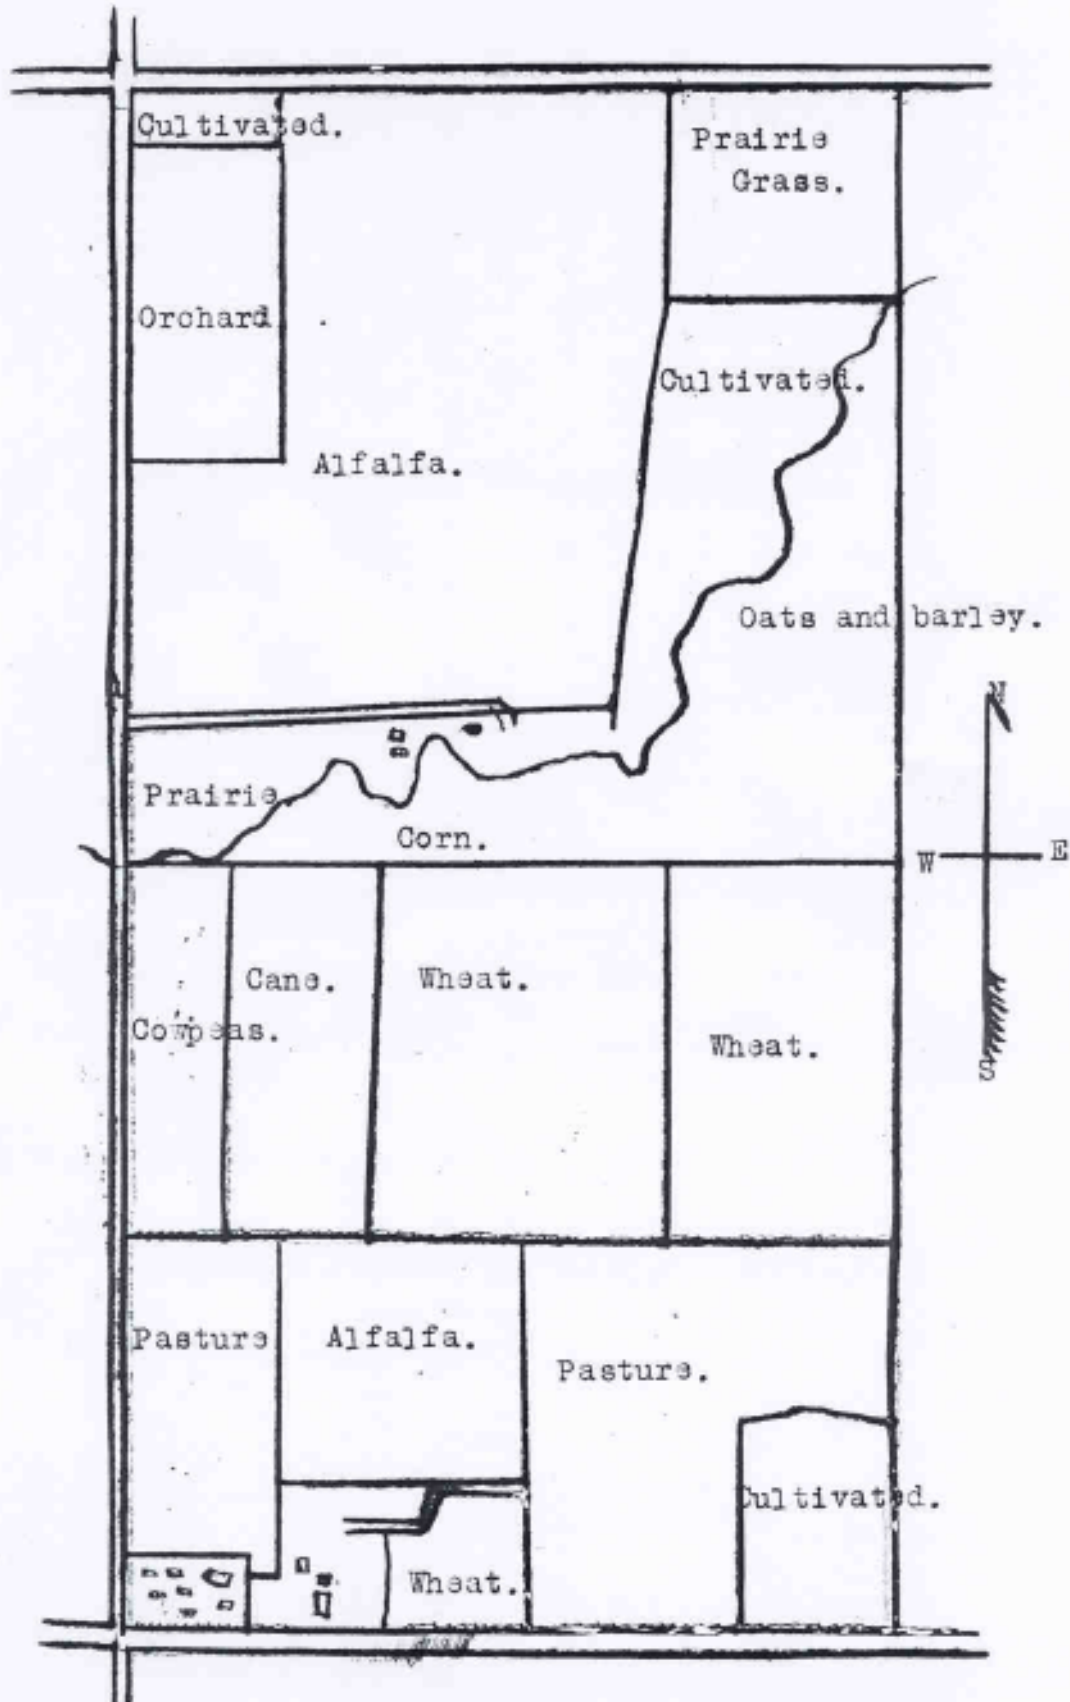 Cultivated.
Prairie
Grass.
Orchard
Cultivated.
Alfalfa.
Oats and barley.
N
Prairie
Corn.
W
E
Cane.
Wheat.
Cowpeas.
Wheat.
S
Pasture
Alfalfa.
Pasture.
Cultivated.
Wheat.